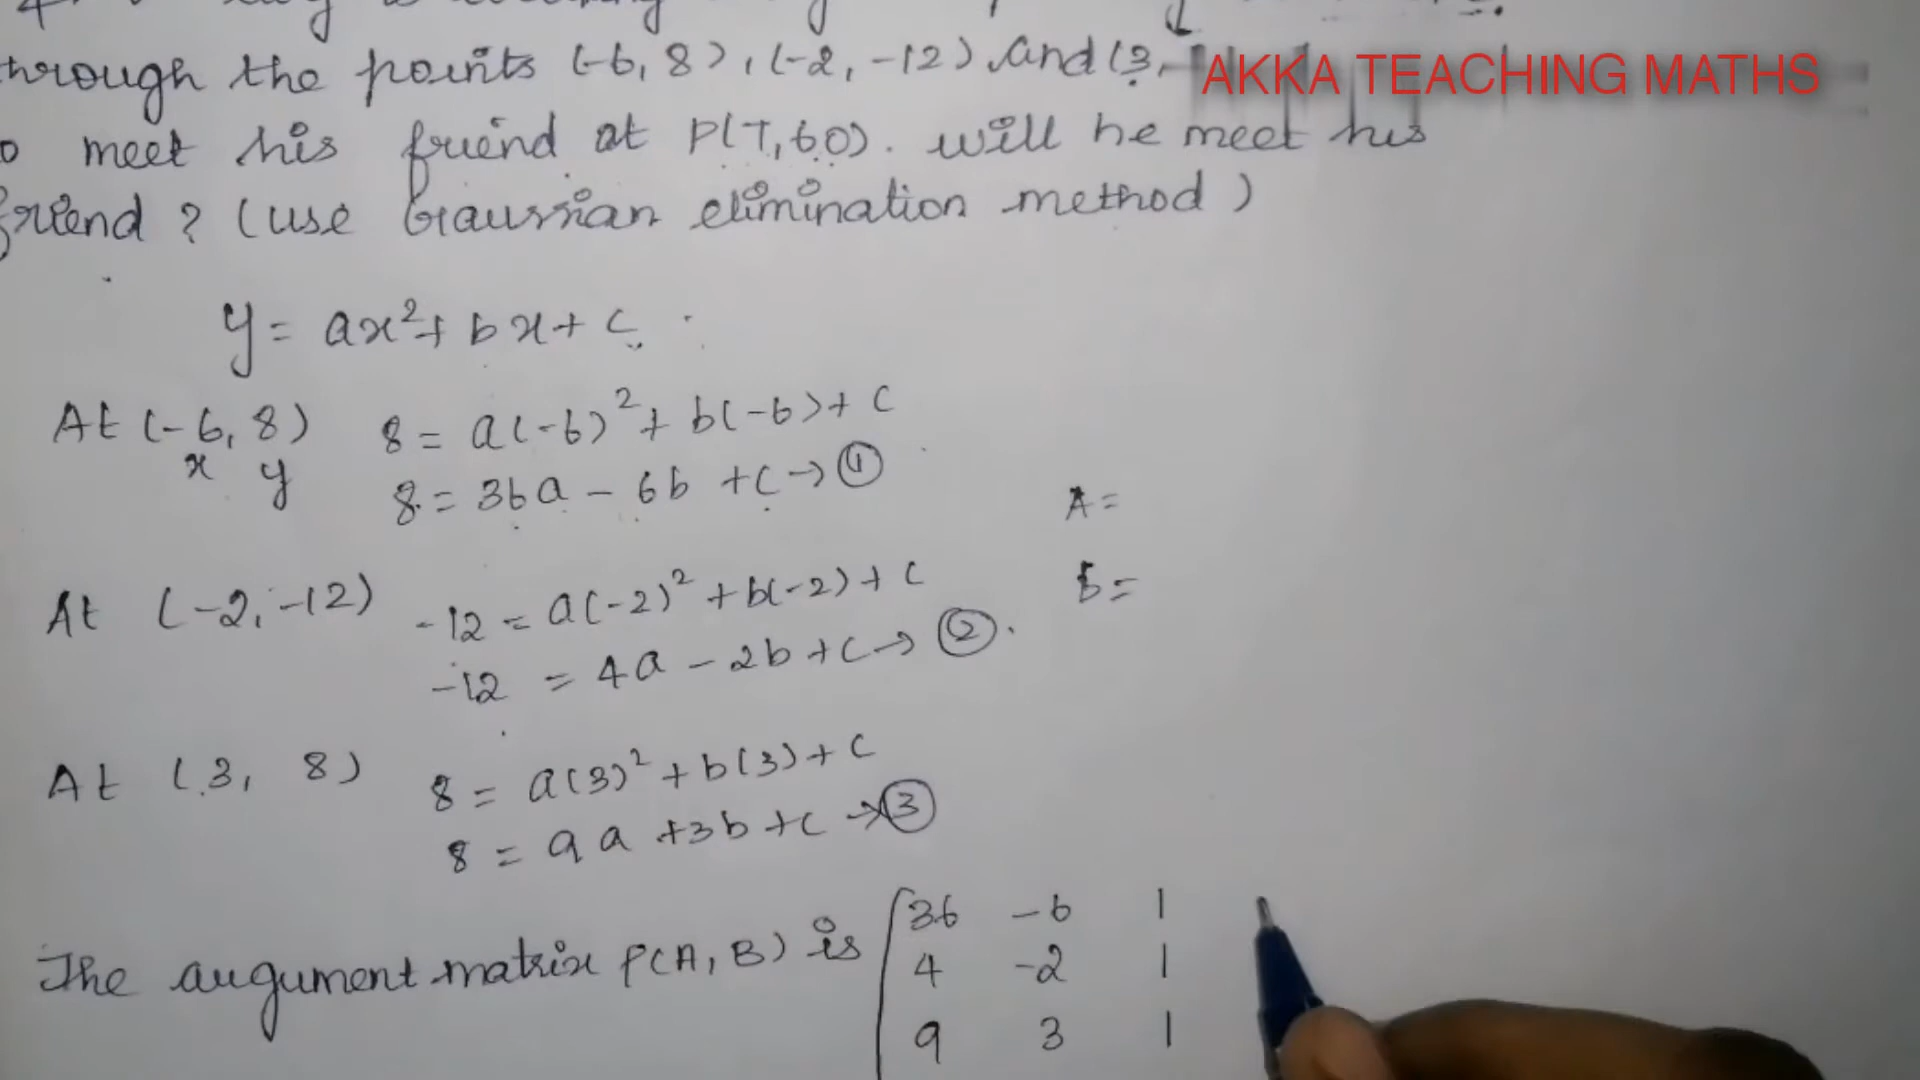 through the points (-6, 8), (-2, -12) and (3,
AKKA TEACHING MATHS
meet his friend at P(7, 60). will he meet his
friend ? (use Gaussian elimination method)
y = ax²+ bx + c
At (-6, 8) 8 = a(-6)² + b(-6) + c
x y 8 = 36a - 6b + c → ①
A =
At (-2, -12) -12 = a(-2)² + b(-2) + c
B =
-12 = 4a - 2b + c → ②.
At (3, 8) 8 = a(3)² + b(3) + c
8 = 9a + 3b + c → ③
The augument matrix P(A, B) is [36 -6 1
4 -2 1
9 3 1